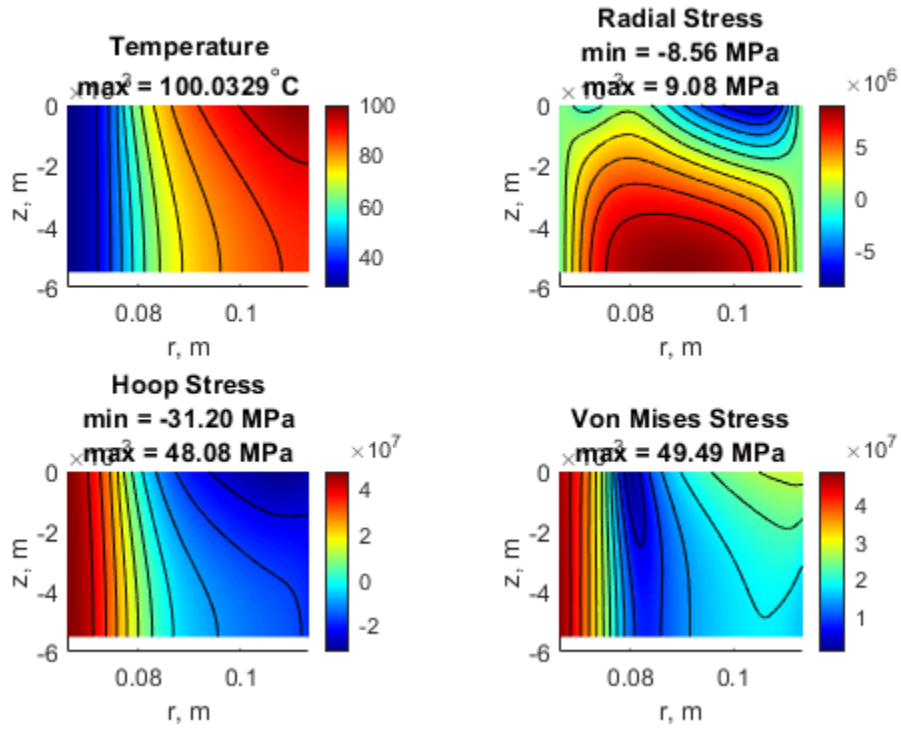 Temperature
max = 100.0329°C
0
-2
-4
-6
z, m
0.08
0.1
r, m
100
80
60
40
Radial Stress
min = -8.56 MPa
max = 9.08 MPa
×10⁶
0
-2
-4
-6
z, m
0.08
0.1
r, m
5
0
-5
Hoop Stress
min = -31.20 MPa
max = 48.08 MPa
×10⁷
0
-2
-4
-6
z, m
0.08
0.1
r, m
4
2
0
-2
Von Mises Stress
max = 49.49 MPa
×10⁷
0
-2
-4
-6
z, m
0.08
0.1
r, m
4
3
2
1